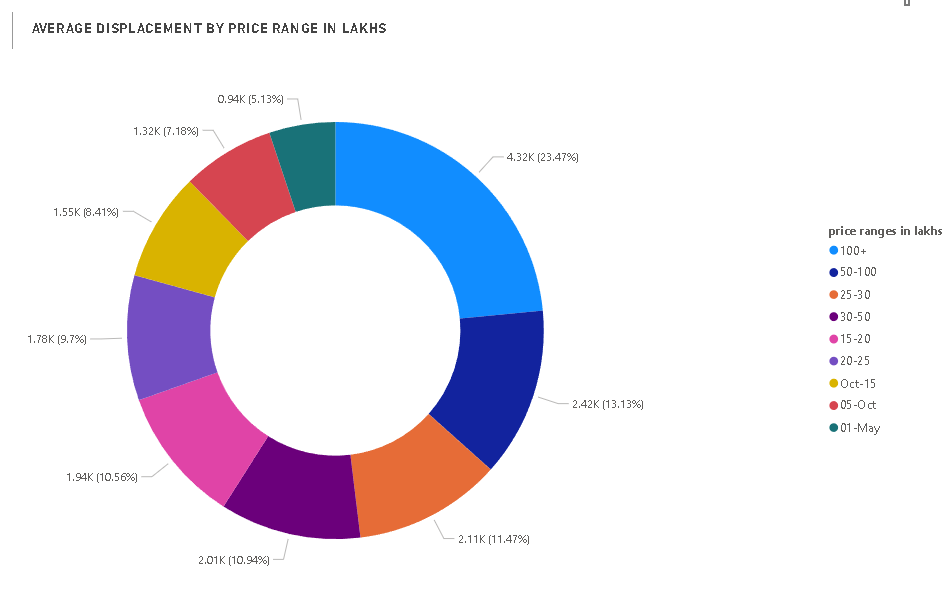 AVERAGE DISPLACEMENT BY PRICE RANGE IN LAKHS
0.94K (5.13%)
1.32K (7.18%)
4.32K (23.47%)
1.55K (8.41%)
1.78K (9.7%)
2.42K (13.13%)
1.94K (10.56%)
2.11K (11.47%)
2.01K (10.94%)
price ranges in lakhs
100+
50-100
25-30
30-50
15-20
20-25
Oct-15
05-Oct
01-May